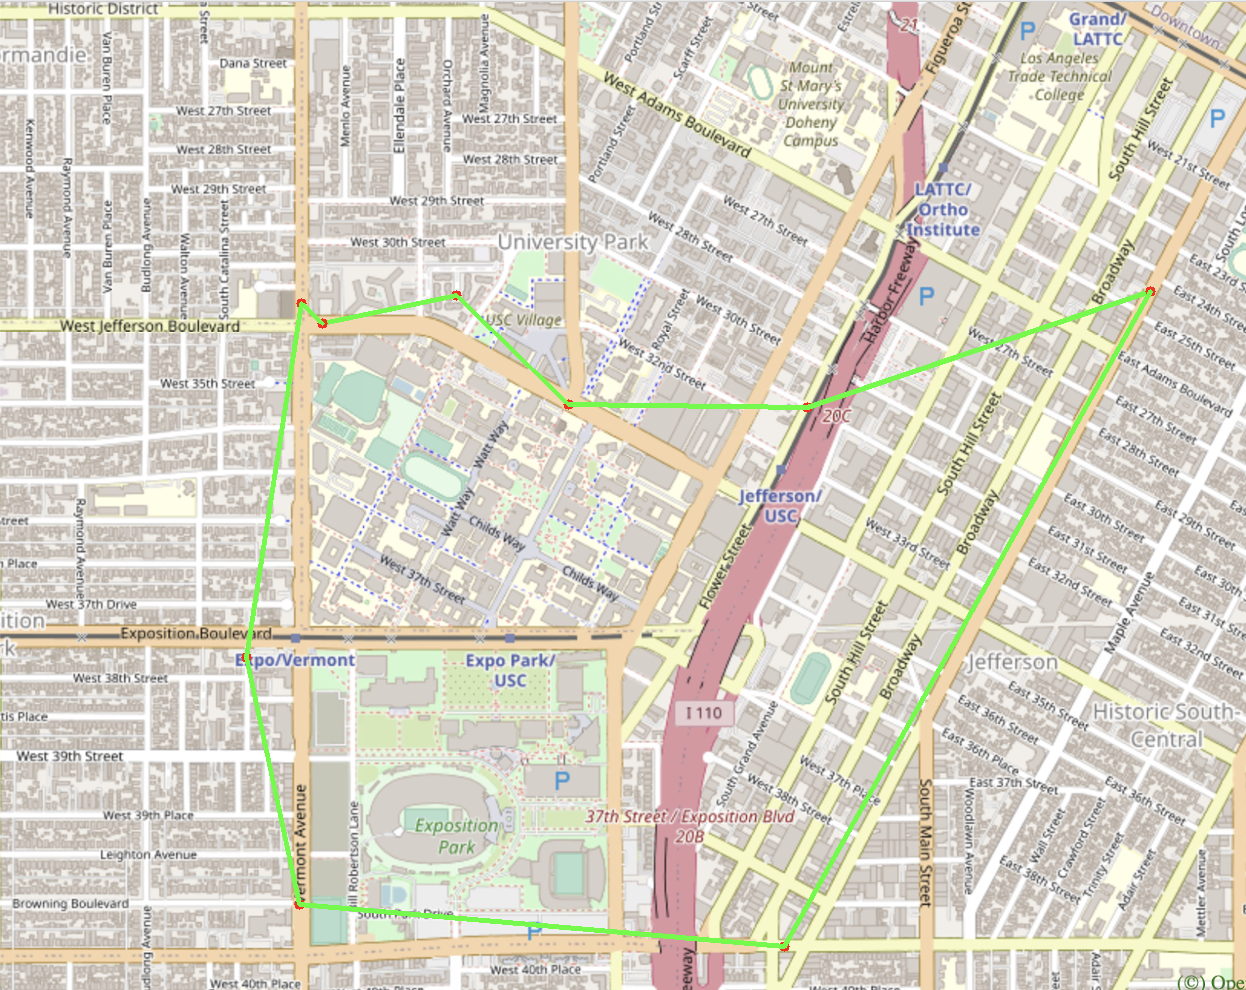 Historic District
rmandie
Van Buren Place
a Street
Dana Street
Menlo Avenue
Ellendale Place
Orchard Avenue
Magnolia Avenue
Portland St
Scarff Street
Estrel
21
Figueroa St
P
Grand/
LATTC
Downtown
Los Angeles
Trade Technical
College
Mount
St Mary's
University
Doheny
Campus
West Adams Boulevard
South Hill Street
P
West 21st Street
Kenwood Avenue
Raymond Avenue
West 27th Street
West 27th Street
West 28th Street
West 28th Street
Portland Street
West 29th Street
West 29th Street
Van Buren Place
Budlong Avenue
Walton Avenue
South Catalina Street
West 30th Street
University Park
West 27th Street
West 28th Street
LATTC/
Ortho
Institute
Harbor Freeway
P
Broadway
South Lo
East 23rd S
East 24th Street
East 25th Street
West Jefferson Boulevard
USC Village
Royal Street
West 30th Street
West 32nd Street
West 27th Street
East Adams Boulevard
East 27th Street
East 28th Street
West 35th Street
20C
South Hill Street
Broadway
Watt Way
Watt Way
Jefferson/
USC
Raymond Avenue
treet
Childs Way
Childs Way
West 37th Street
Flower Street
West 33rd Street
East 30th Street
East 29th Street
East 31st Street
East 32nd Street
East 30th
East 31st
East 32nd Street
Maple Avenue
n Place
West 37th Drive
ition
rk
Exposition Boulevard
Expo/Vermont
Expo Park/
USC
West 38th Street
South Hill Street
Broadway
Jefferson
East 35th Street
East 36th Street
Historic South-
Central
tis Place
West 39th Street
I 110
South Grand Avenue
West 37th Place
West 38th Street
East 36th Place
East 37th Street
East 36th Street
P
West 39th Place
Leighton Avenue
Vermont Avenue
Bill Robertson Lane
Exposition
Park
37th Street / Exposition Blvd
20B
South Main Street
Woodlawn Avenue
Wall Street
Crawford Street
Trinity Street
Adair Street
East 38th Street
Mettler Avenue
Browning Boulevard
South Park Drive
P
dlong Avenue
West 40th Place
West 40th Place
eeway
Adair S
(©) Ope